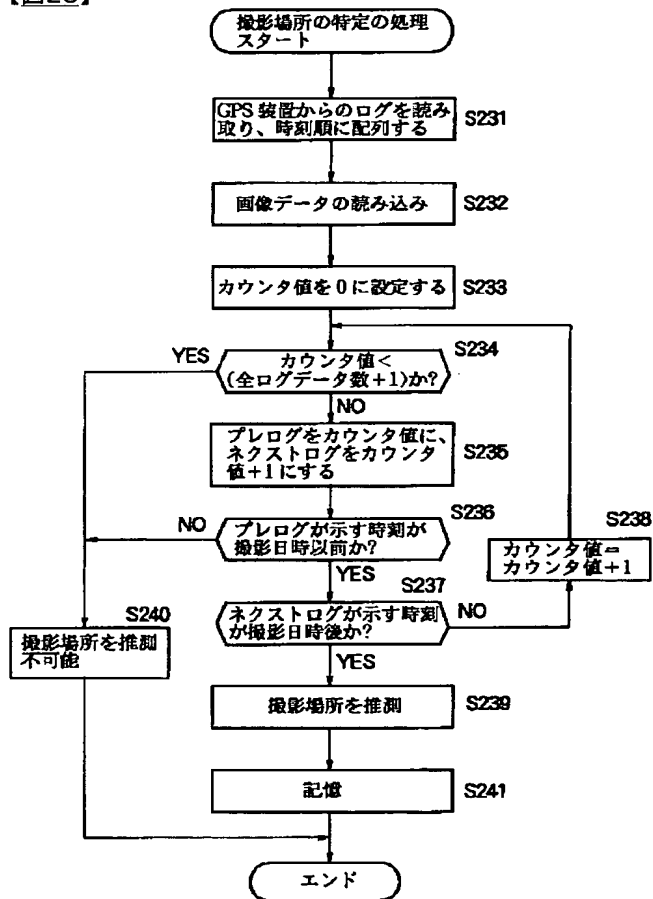 撮影場所の特定の処理
スタート
GPS 装置からのログを読み
取り、時刻順に配列する
S231
画像データの読み込み
S232
カウンタ値を0に設定する
S233
YES
カウンタ値<
(全ログデータ数+1)か?
S234
NO
プレログをカウンタ値に、
ネクストログをカウンタ
値+1にする
S235
NO
プレログが示す時刻が
撮影日時以前か?
S236
YES
カウンタ値=
カウンタ値+1
S238
S237
ネクストログが示す時刻
が撮影日時後か?
NO
YES
S240
撮影場所を推測
不可能
撮影場所を推測
S239
記憶
S241
エンド